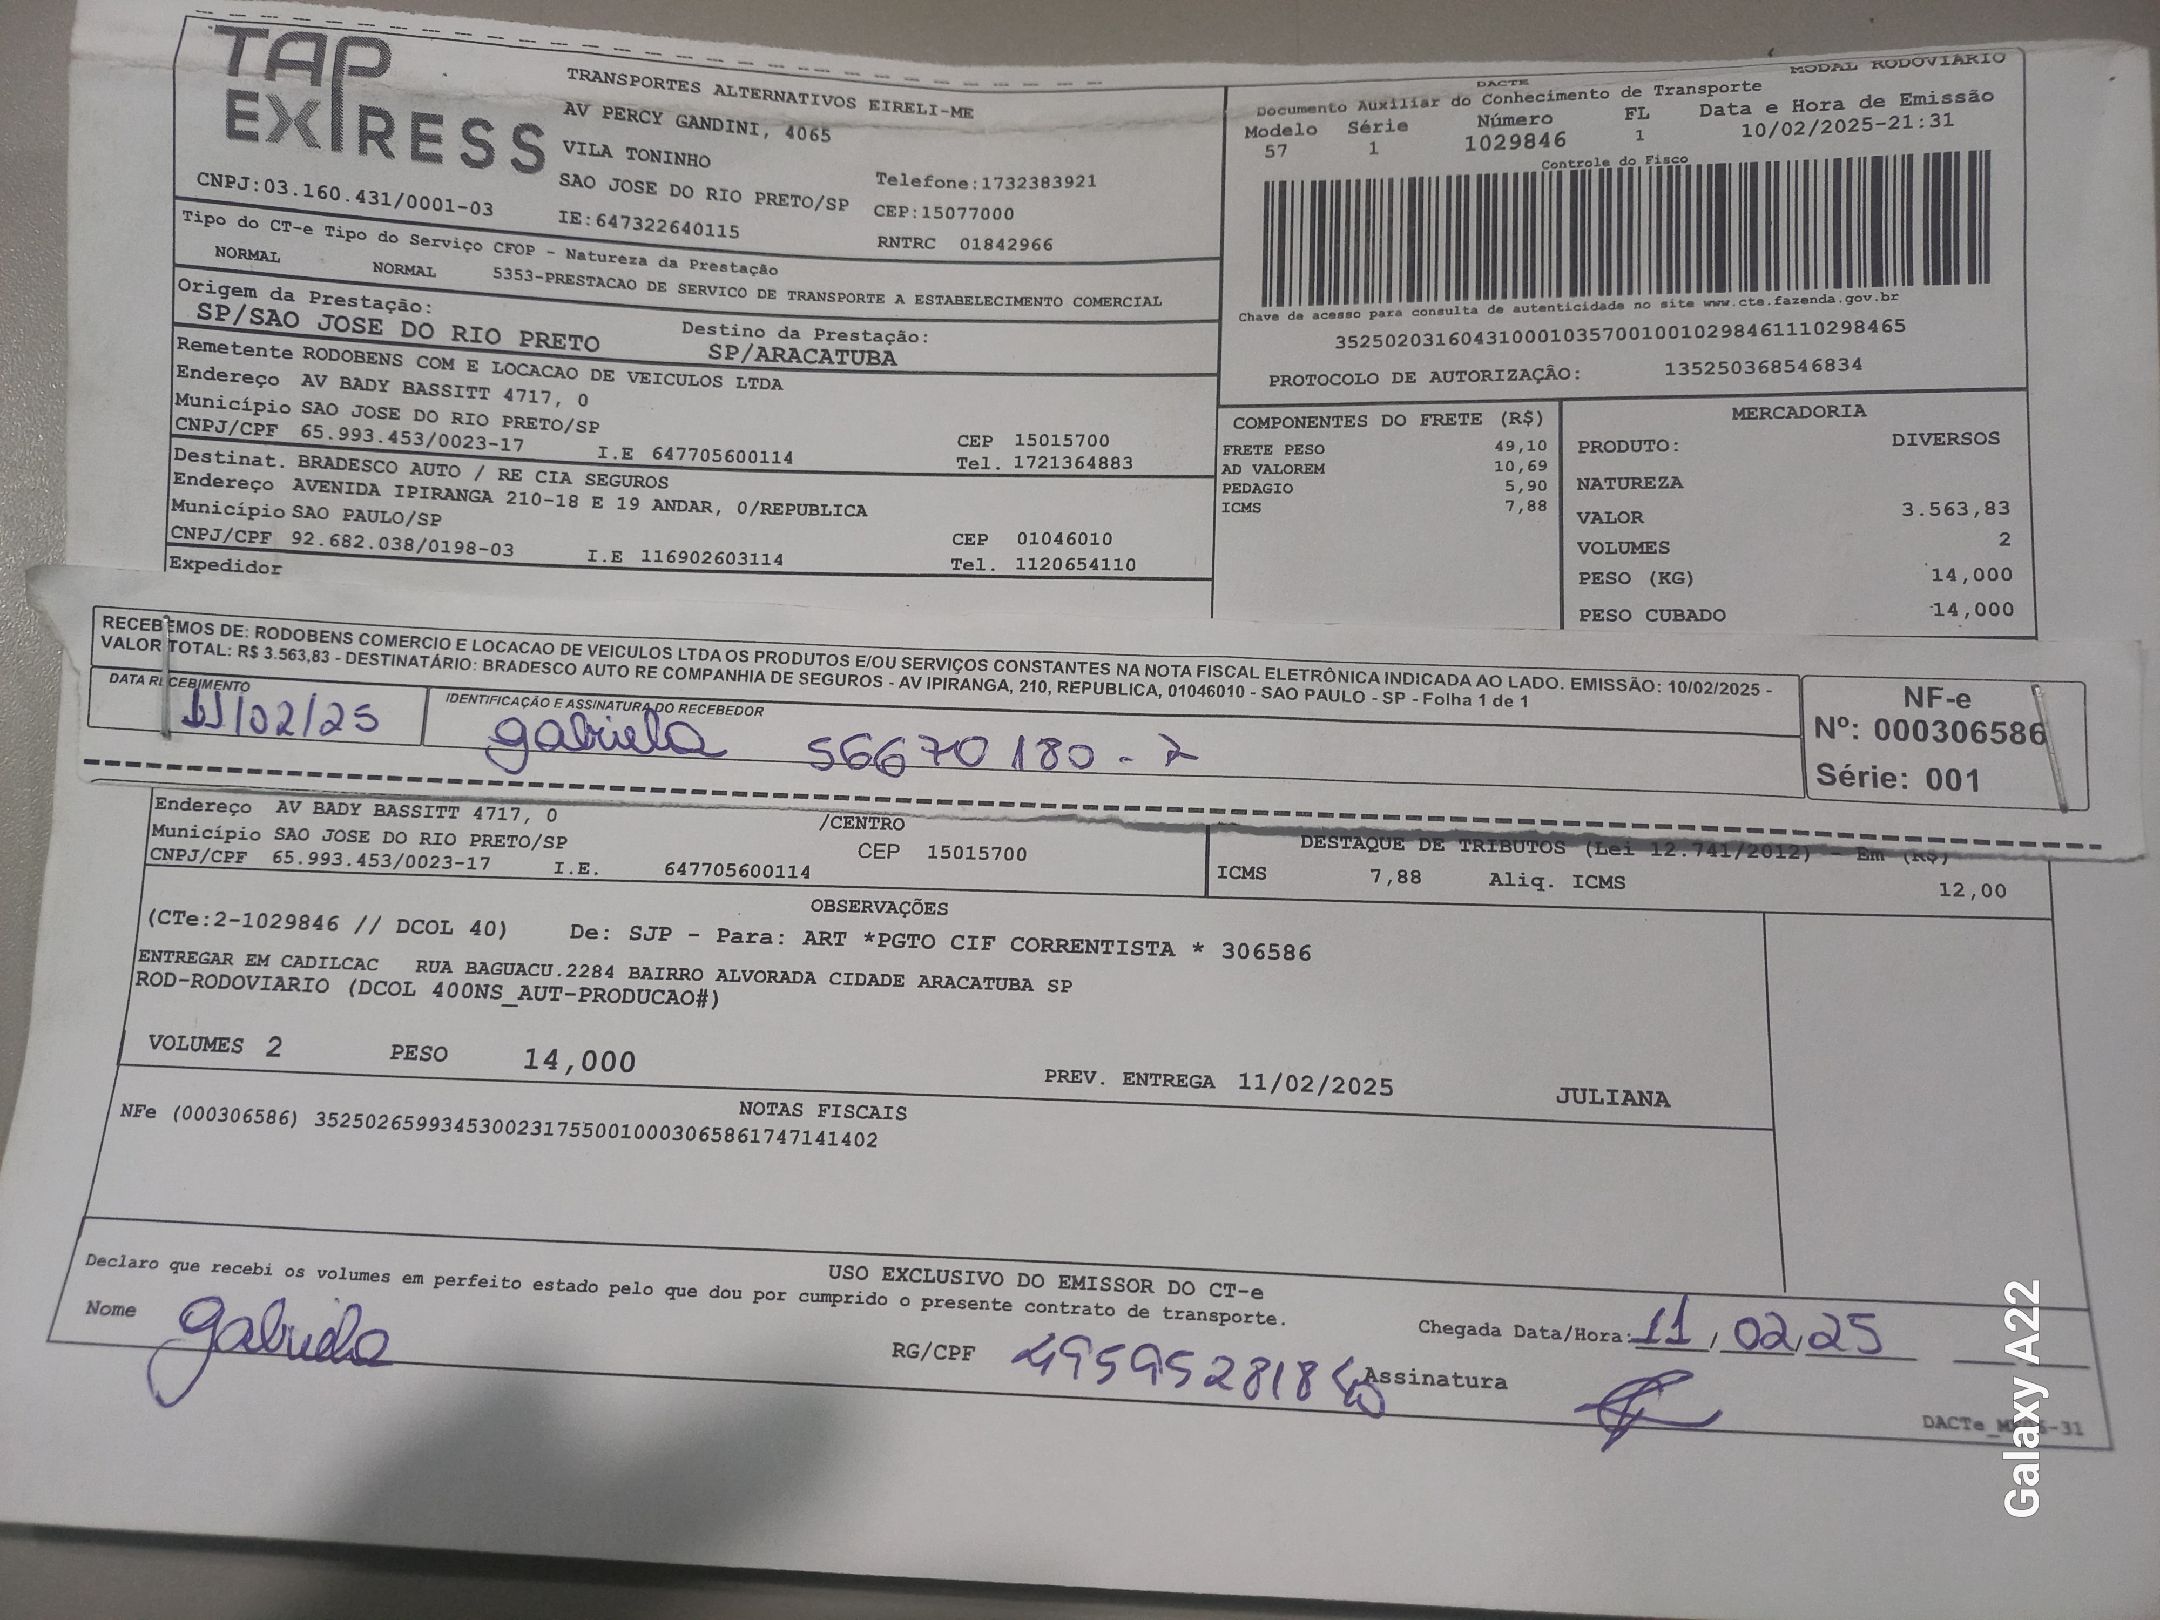 TAP EXPRESS
TRANSPORTES ALTERNATIVOS EIRELI-ME
AV PERCY GANDINI, 4065
VILA TONINHO
SAO JOSE DO RIO PRETO/SP
Telefone:1732383921
CEP:15077000
CNPJ:03.160.431/0001-03
IE:647322640115
RNTRC 01842966
MODAL RODOVIARIO
DACTE
Documento Auxiliar do Conhecimento de Transporte
Modelo Série Número FL Data e Hora de Emissão
57 1 1029846 1 10/02/2025-21:31
Controle do Fisco
Chave de acesso para consulta de autenticidade no site www.cte.fazenda.gov.br
35250203160431000103570010010298461110298465
PROTOCOLO DE AUTORIZAÇÃO: 135250368546834
Tipo do CT-e Tipo do Serviço CFOP - Natureza da Prestação
NORMAL NORMAL 5353-PRESTACAO DE SERVICO DE TRANSPORTE A ESTABELECIMENTO COMERCIAL
Origem da Prestação: Destino da Prestação:
SP/SAO JOSE DO RIO PRETO SP/ARACATUBA
Remetente RODOBENS COM E LOCACAO DE VEICULOS LTDA
Endereço AV BADY BASSITT 4717, 0
Município SAO JOSE DO RIO PRETO/SP CEP 15015700
CNPJ/CPF 65.993.453/0023-17 I.E 647705600114 Tel. 1721364883
Destinat. BRADESCO AUTO / RE CIA SEGUROS
Endereço AVENIDA IPIRANGA 210-18 E 19 ANDAR, 0/REPUBLICA
Município SAO PAULO/SP CEP 01046010
CNPJ/CPF 92.682.038/0198-03 I.E 116902603114 Tel. 1120654110
Expedidor
COMPONENTES DO FRETE (R$)
FRETE PESO 49,10
AD VALOREM 10,69
PEDAGIO 5,90
ICMS 7,88
MERCADORIA
PRODUTO: DIVERSOS
NATUREZA
VALOR 3.563,83
VOLUMES 2
PESO (KG) 14,000
PESO CUBADO 14,000
RECEBEMOS DE: RODOBENS COMERCIO E LOCACAO DE VEICULOS LTDA OS PRODUTOS E/OU SERVIÇOS CONSTANTES NA NOTA FISCAL ELETRÔNICA INDICADA AO LADO. EMISSÃO: 10/02/2025 -
VALOR TOTAL: R$ 3.563,83 - DESTINATÁRIO: BRADESCO AUTO RE COMPANHIA DE SEGUROS - AV IPIRANGA, 210, REPUBLICA, 01046010 - SAO PAULO - SP - Folha 1 de 1
DATA RECEBIMENTO IDENTIFICAÇÃO E ASSINATURA DO RECEBEDOR
11/02/25 gabriela 56670180-7
NF-e
Nº: 000306586
Série: 001
Endereço AV BADY BASSITT 4717, 0 /CENTRO
Município SAO JOSE DO RIO PRETO/SP CEP 15015700
CNPJ/CPF 65.993.453/0023-17 I.E. 647705600114
DESTAQUE DE TRIBUTOS (Lei 12.741/2012) - Em (R$)
ICMS 7,88 Aliq. ICMS 12,00
OBSERVAÇÕES
(CTe:2-1029846 // DCOL 40) De: SJP - Para: ART *PGTO CIF CORRENTISTA * 306586
ENTREGAR EM CADILCAC RUA BAGUACU.2284 BAIRRO ALVORADA CIDADE ARACATUBA SP
ROD-RODOVIARIO (DCOL 400NS_AUT-PRODUCAO#)
VOLUMES 2 PESO 14,000 PREV. ENTREGA 11/02/2025 JULIANA
NOTAS FISCAIS
NFe (000306586) 35250265993453002317550010003065861747141402
USO EXCLUSIVO DO EMISSOR DO CT-e
Declaro que recebi os volumes em perfeito estado pelo que dou por cumprido o presente contrato de transporte.
Nome gabriela RG/CPF Assinatura
Chegada Data/Hora: 11/02/25
Galaxy A22